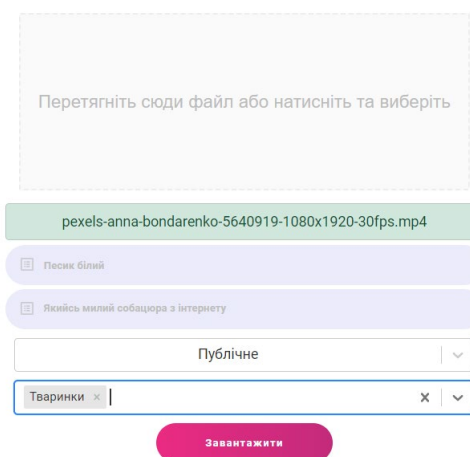 Перетягніть сюди файл або натисніть та виберіть
pexels-anna-bondarenko-5640919-1080x1920-30fps.mp4
Песик білий
Якийсь милий собацюра з інтернету
Публічне
Тваринки ×
Завантажити